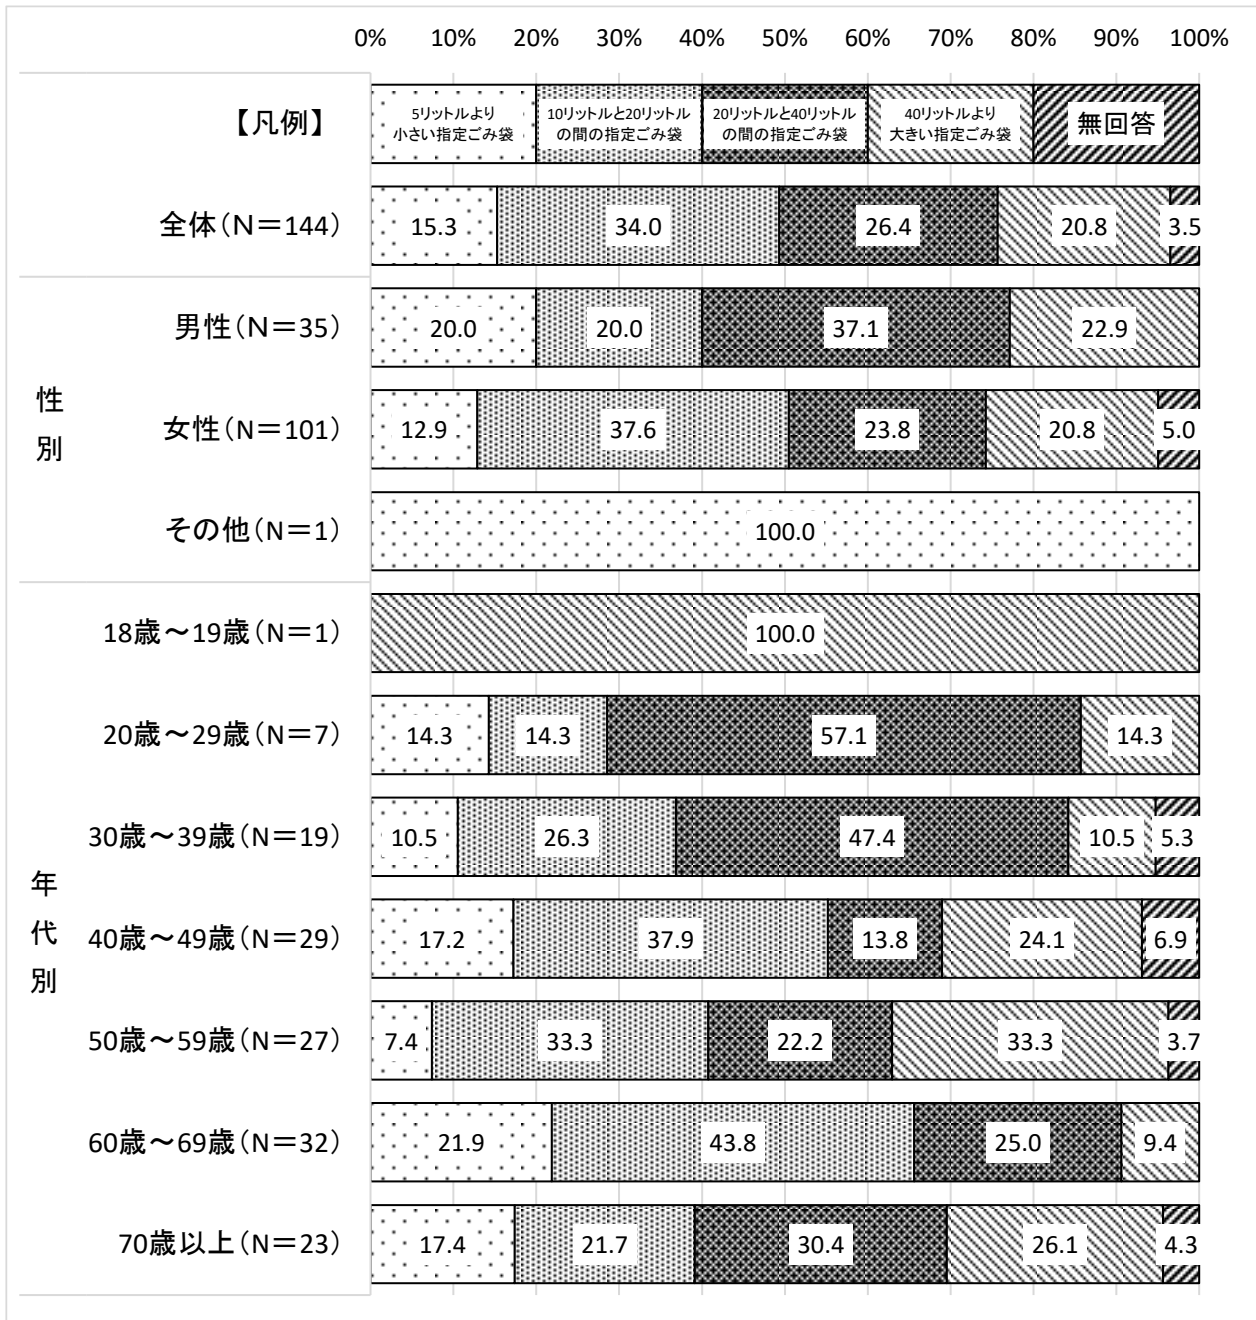 0% 10% 20% 30% 40% 50% 60% 70% 80% 90% 100%
【凡例】
5リットルより
小さい指定ごみ袋
10リットルと20リットル
の間の指定ごみ袋
20リットルと40リットル
の間の指定ごみ袋
40リットルより
大きい指定ごみ袋
無回答
全体(N=144) 15.3 34.0 26.4 20.8 3.5
性別
男性(N=35) 20.0 20.0 37.1 22.9
女性(N=101) 12.9 37.6 23.8 20.8 5.0
その他(N=1) 100.0
年代別
18歳~19歳(N=1) 100.0
20歳~29歳(N=7) 14.3 14.3 57.1 14.3
30歳~39歳(N=19) 10.5 26.3 47.4 10.5 5.3
40歳~49歳(N=29) 17.2 37.9 13.8 24.1 6.9
50歳~59歳(N=27) 7.4 33.3 22.2 33.3 3.7
60歳~69歳(N=32) 21.9 43.8 25.0 9.4
70歳以上(N=23) 17.4 21.7 30.4 26.1 4.3